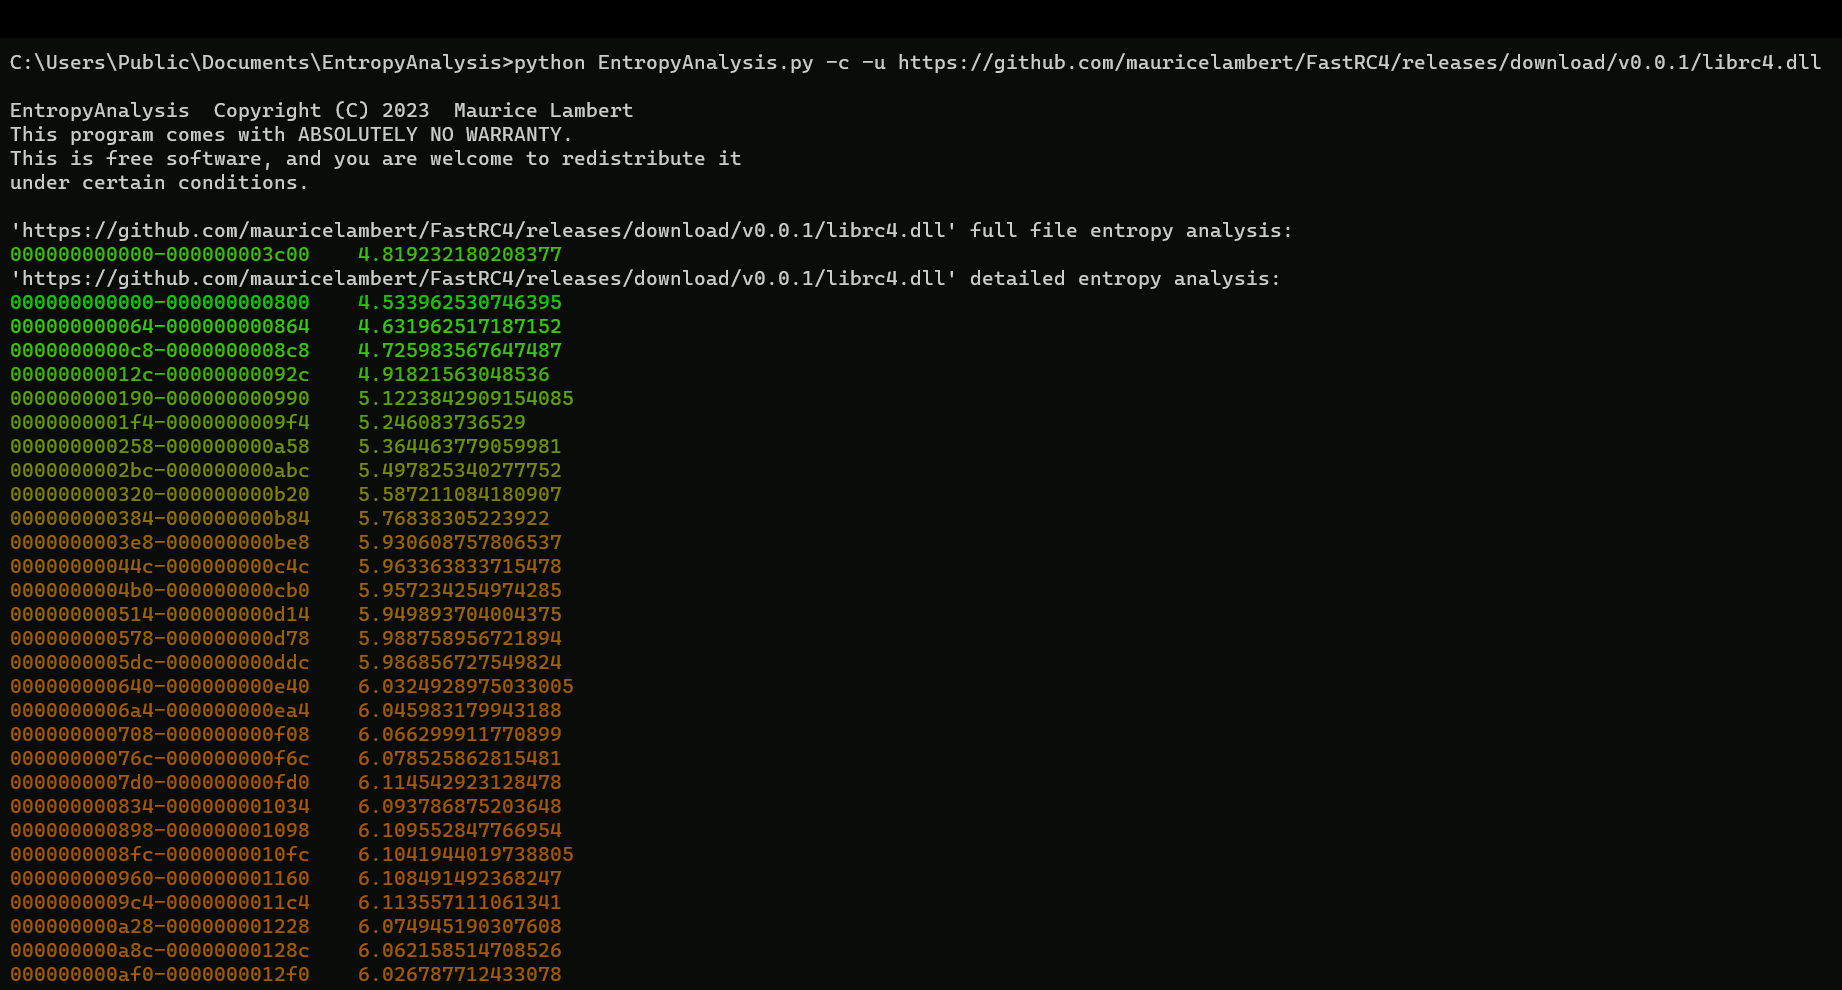 C:\Users\Public\Documents\EntropyAnalysis>python EntropyAnalysis.py -c -u https://github.com/mauricelambert/FastRC4/releases/download/v0.0.1/librc4.dll
EntropyAnalysis  Copyright (C) 2023  Maurice Lambert
This program comes with ABSOLUTELY NO WARRANTY.
This is free software, and you are welcome to redistribute it
under certain conditions.
'https://github.com/mauricelambert/FastRC4/releases/download/v0.0.1/librc4.dll' full file entropy analysis:
000000000000-000000003c00    4.819232180208377
'https://github.com/mauricelambert/FastRC4/releases/download/v0.0.1/librc4.dll' detailed entropy analysis:
000000000000-000000000800    4.533962530746395
000000000064-000000000864    4.631962517187152
0000000000c8-0000000008c8    4.725983567647487
00000000012c-00000000092c    4.91821563048536
000000000190-000000000990    5.1223842909154085
0000000001f4-0000000009f4    5.246083736529
000000000258-000000000a58    5.364463779059981
0000000002bc-000000000abc    5.497825340277752
000000000320-000000000b20    5.587211084180907
000000000384-000000000b84    5.76838305223922
0000000003e8-000000000be8    5.930608757806537
00000000044c-000000000c4c    5.963363833715478
0000000004b0-000000000cb0    5.957234254974285
000000000514-000000000d14    5.949893704004375
000000000578-000000000d78    5.988758956721894
0000000005dc-000000000ddc    5.986856727549824
000000000640-000000000e40    6.0324928975033005
0000000006a4-000000000ea4    6.045983179943188
000000000708-000000000f08    6.066299911770899
00000000076c-000000000f6c    6.078525862815481
0000000007d0-000000000fd0    6.114542923128478
000000000834-000000001034    6.093786875203648
000000000898-000000001098    6.109552847766954
0000000008fc-0000000010fc    6.1041944019738805
000000000960-000000001160    6.108491492368247
0000000009c4-0000000011c4    6.113557111061341
000000000a28-000000001228    6.074945190307608
000000000a8c-00000000128c    6.062158514708526
000000000af0-0000000012f0    6.026787712433078